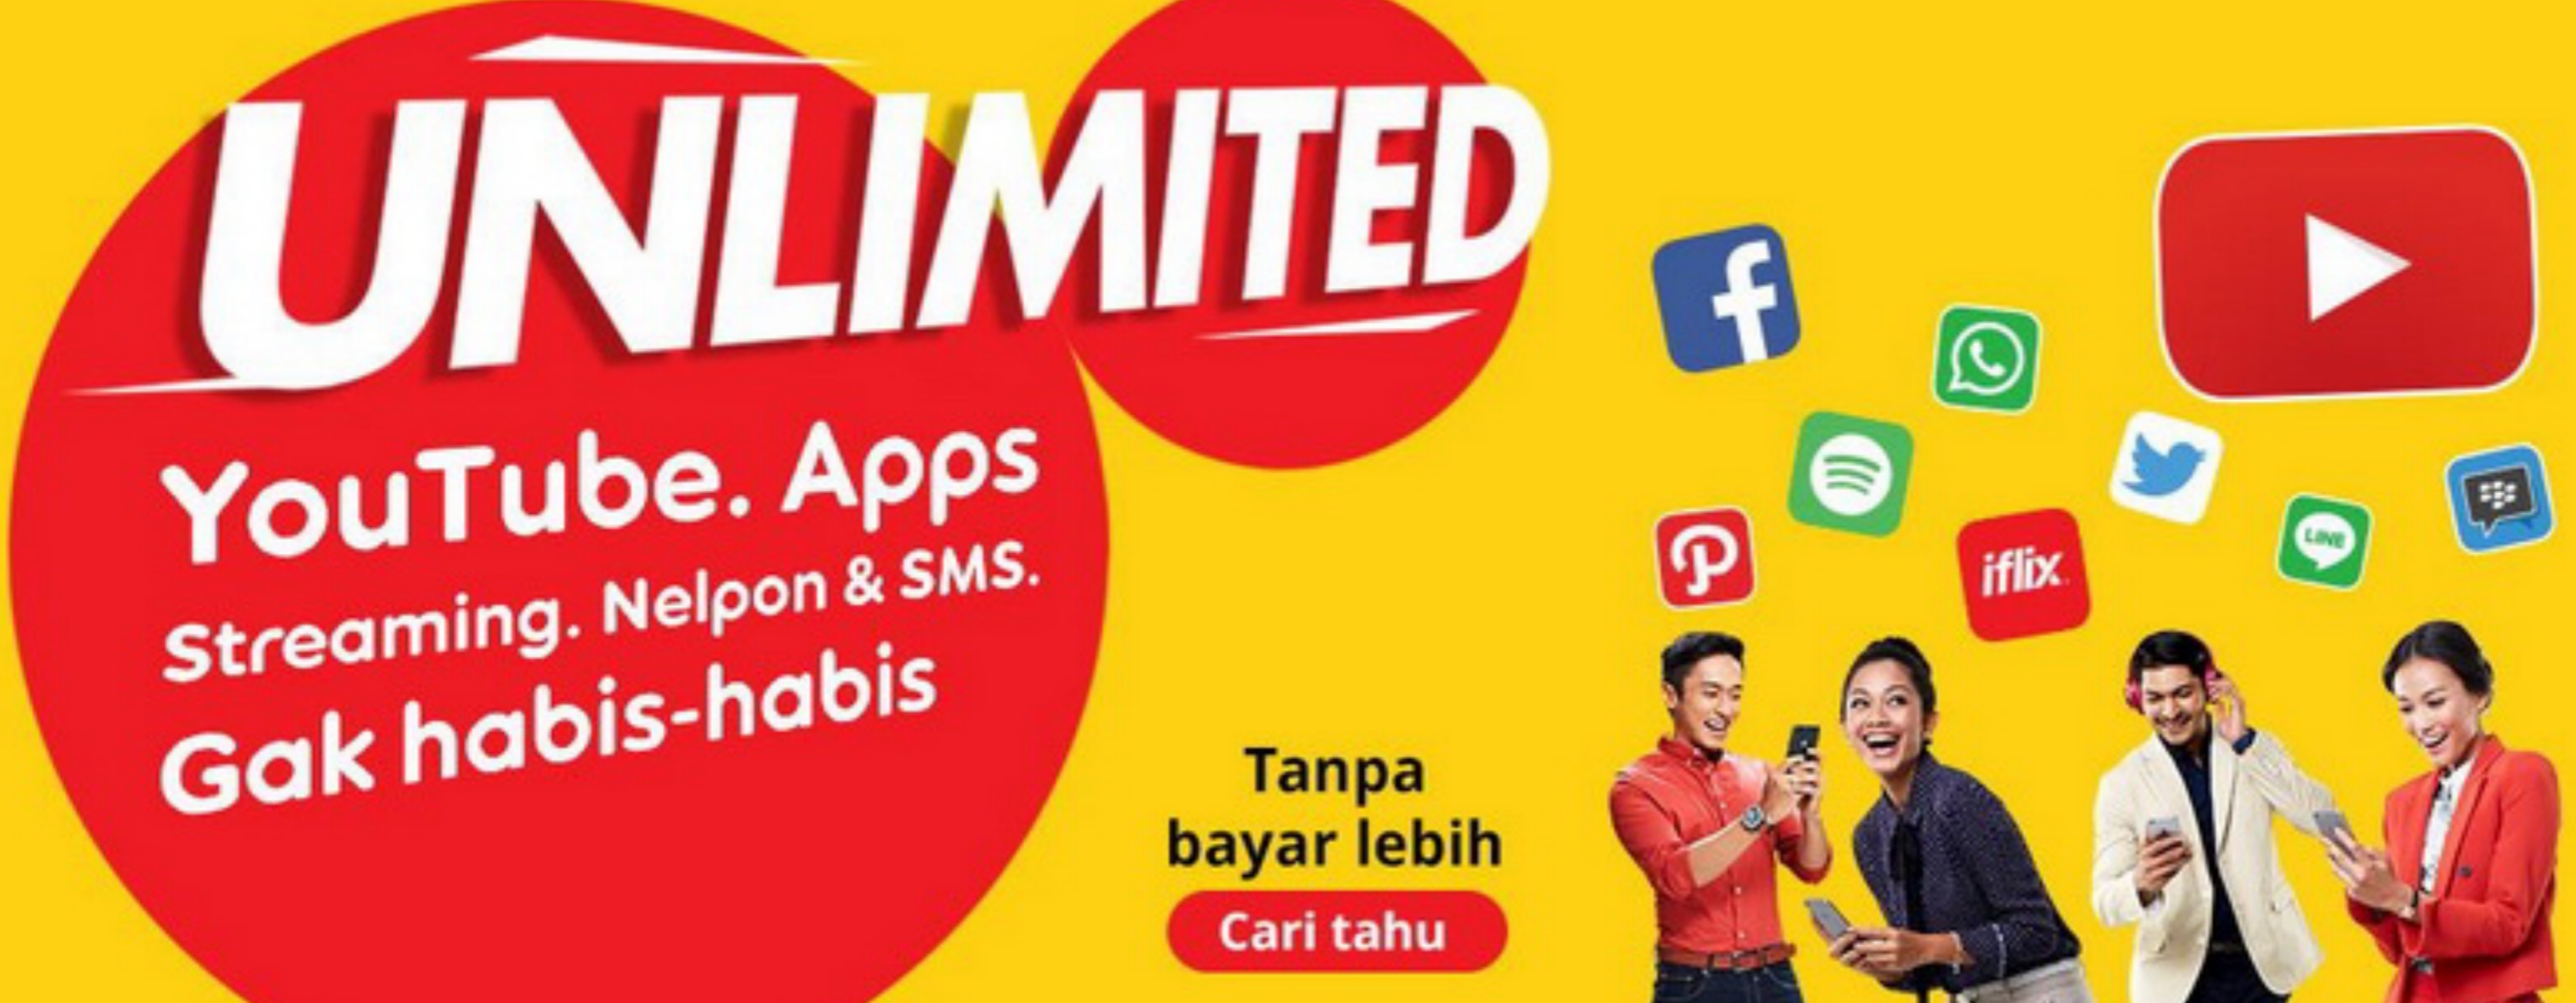 UNLIMITED
YouTube. Apps
Streaming. Nelpon & SMS.
Gak habis-habis
Tanpa
bayar lebih
Cari tahu
iflix
LINE